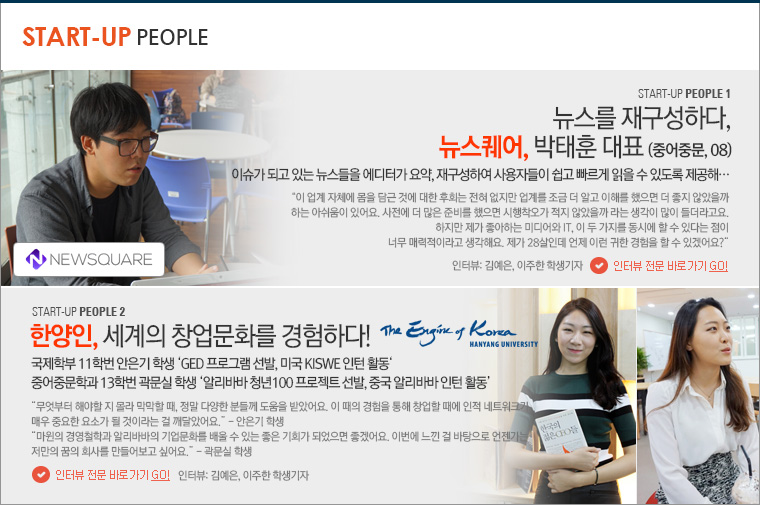 START-UP PEOPLE
START-UP PEOPLE 1
뉴스를 재구성하다,
뉴스퀘어, 박태훈 대표 (중어중문, 08)
이슈가 되고 있는 뉴스들을 에디터가 요약, 재구성하여 사용자들이 쉽고 빠르게 읽을 수 있도록 제공해…
“이 업계 자체에 몸을 담근 것에 대한 후회는 전혀 없지만 업계를 조금 더 알고 이해를 했으면 더 좋지 않았을까
하는 아쉬움이 있어요. 사전에 더 많은 준비를 했으면 시행착오가 적지 않았을까 라는 생각이 많이 들더라고요.
하지만 제가 좋아하는 미디어와 IT, 이 두 가지를 동시에 할 수 있다는 점이
너무 매력적이라고 생각해요. 제가 28살인데 언제 이런 귀한 경험을 할 수 있겠어요?”
NEWSQUARE
인터뷰: 김예은, 이주한 학생기자 인터뷰 전문 바로가기 GO!
START-UP PEOPLE 2
한양인, 세계의 창업문화를 경험하다!
The Engine of Korea
HANYANG UNIVERSITY
국제학부 11학번 안은기 학생 ‘GED 프로그램 선발, 미국 KISWE 인턴 활동‘
중어중문학과 13학번 곽문실 학생 ‘알리바바 청년100 프로젝트 선발, 중국 알리바바 인턴 활동’
“무엇부터 해야할 지 몰라 막막할 때, 정말 다양한 분들께 도움을 받았어요. 이 때의 경험을 통해 창업할 때에 인적 네트워크가
매우 중요한 요소가 될 것이라는 걸 깨달았어요.” - 안은기 학생
“마윈의 경영철학과 알리바바의 기업문화를 배울 수 있는 좋은 기회가 되었으면 좋겠어요. 이번에 느낀 걸 바탕으로 언젠가는
저만의 꿈의 회사를 만들어보고 싶어요.” - 곽문실 학생
인터뷰 전문 바로가기 GO! 인터뷰: 김예은, 이주한 학생기자
한국의
젊은 그들